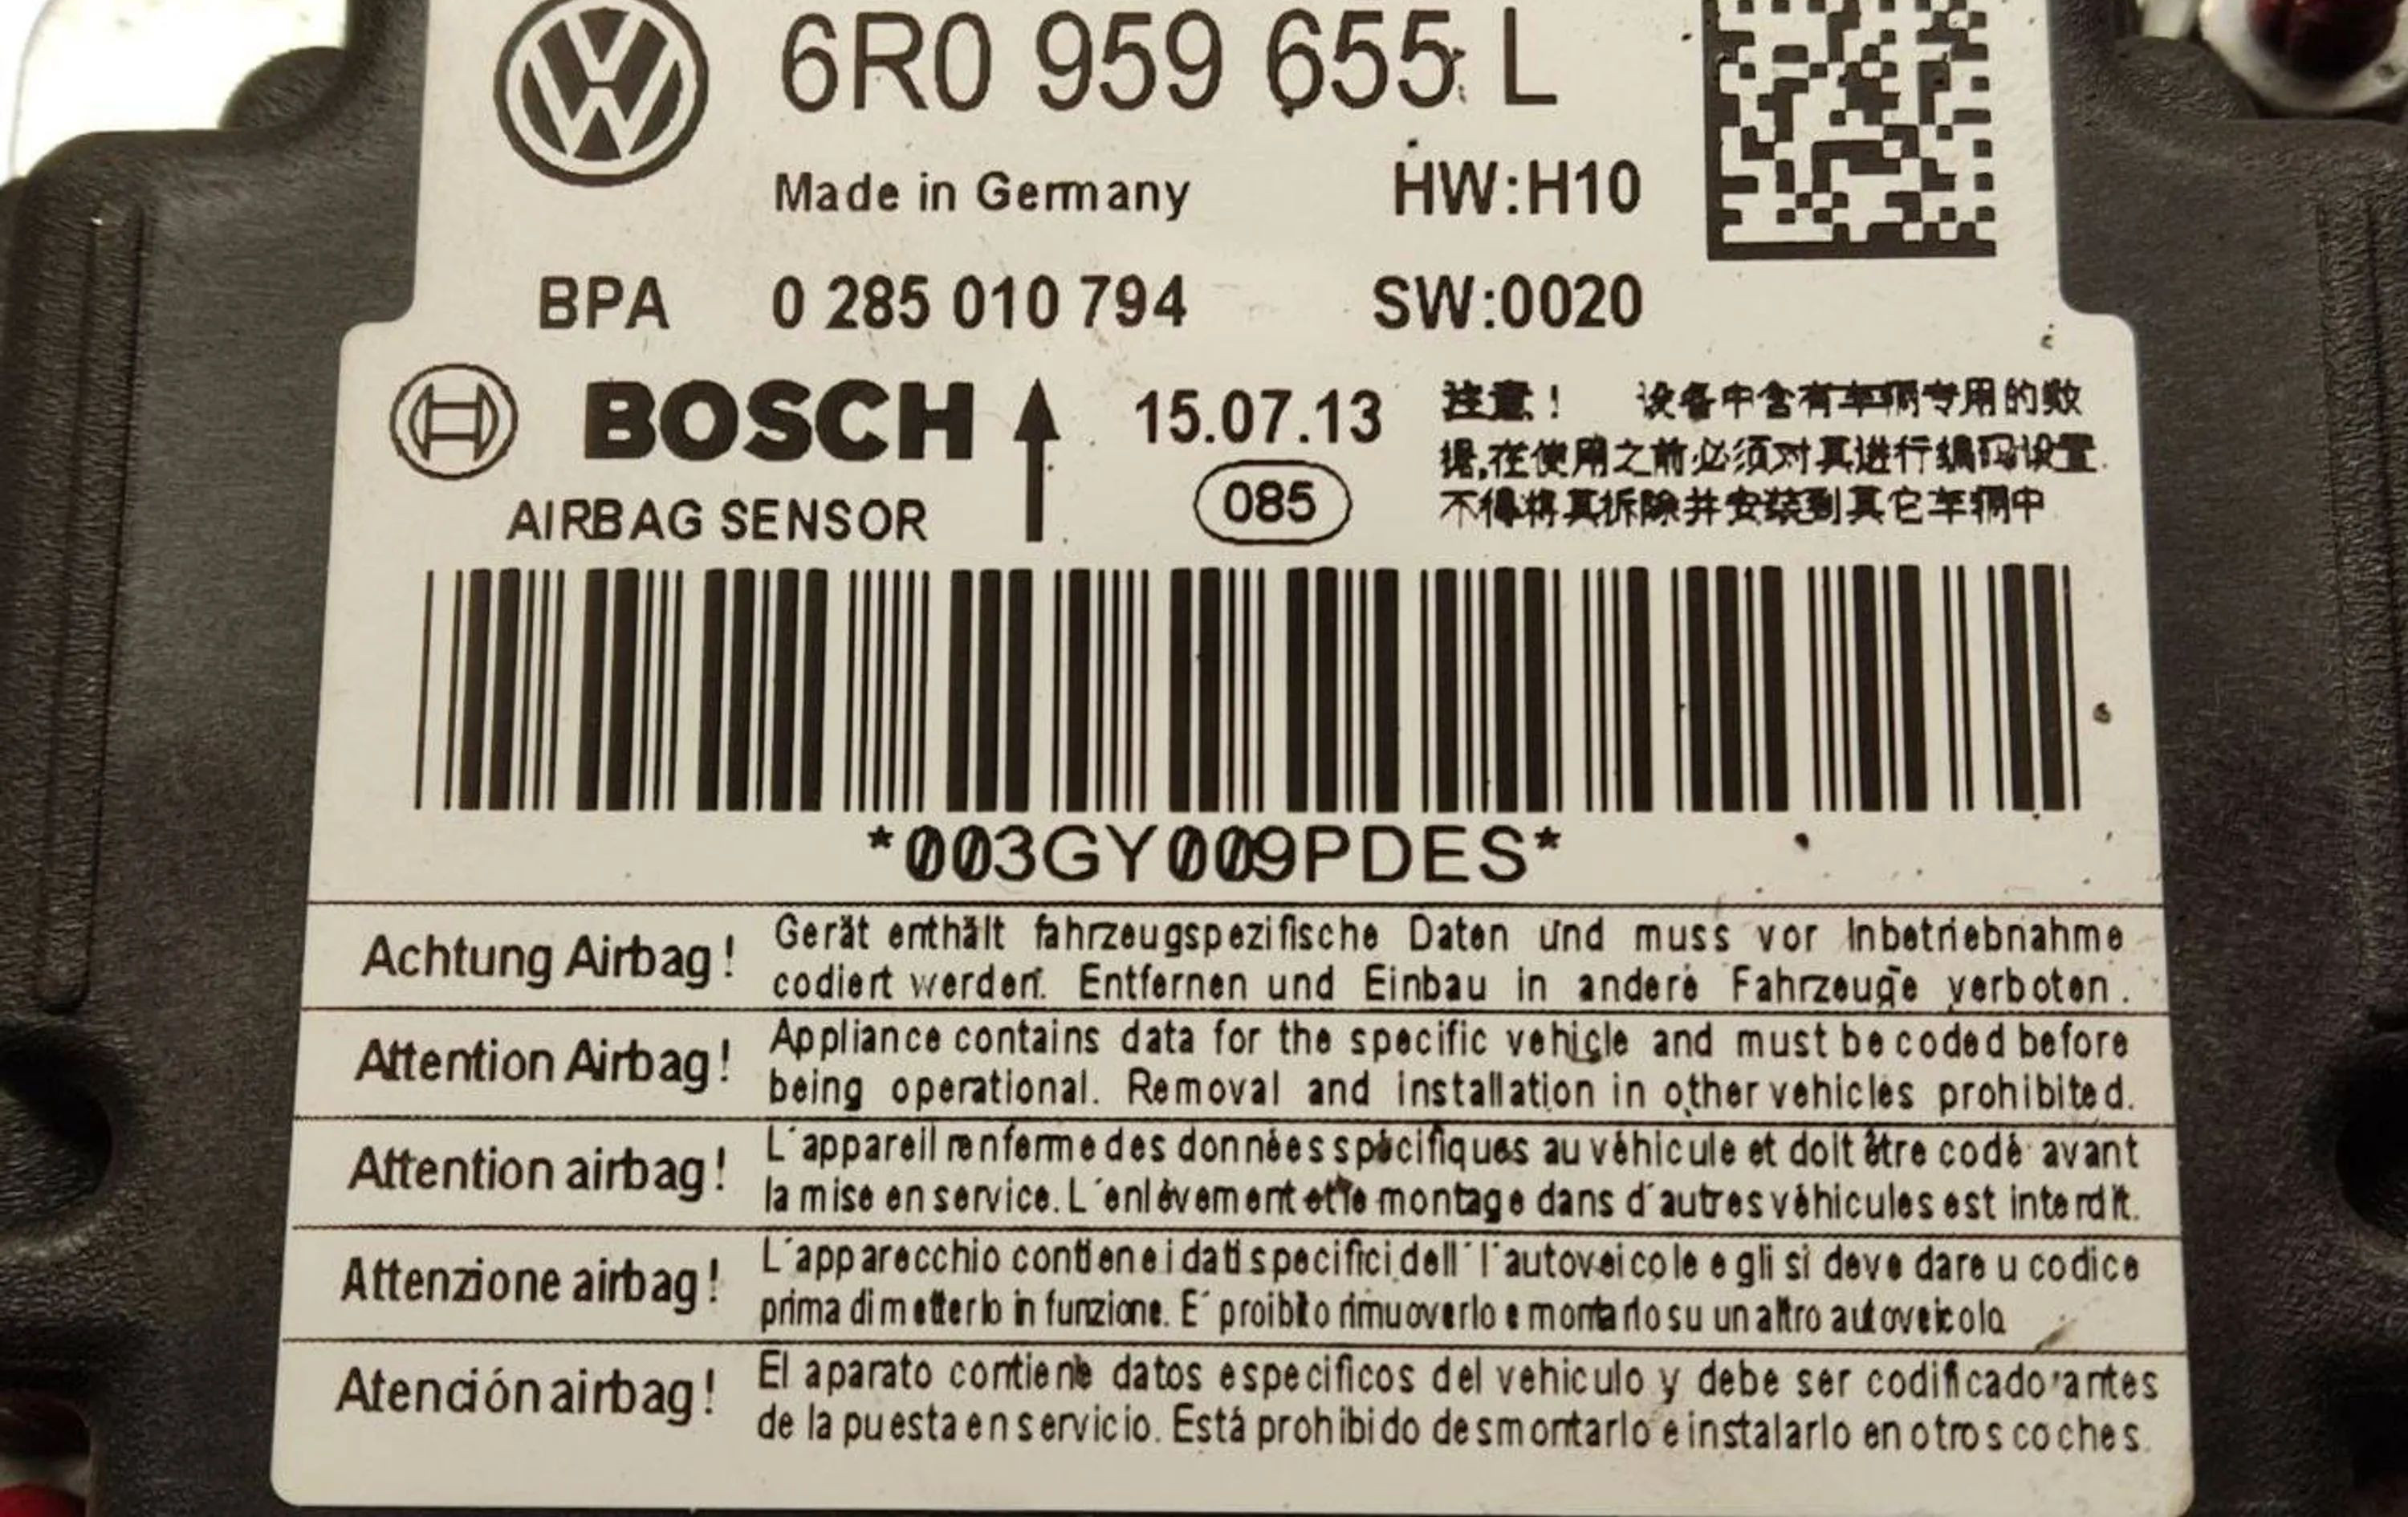 6R0 959 655 L
Made in Germany
HW:H10
BPA 0 285 010 794 SW:0020
BOSCH
15.07.13
AIRBAG SENSOR
085
注意! 设备中含有车辆专用的数
据,在使用之前必须对其进行编码设置.
不得将其拆除并安装到其它车辆中
*003GY009PDES*
Achtung Airbag!
Gerät enthält fahrzeugspezifische Daten und muss vor Inbetriebnahme
codiert werden. Entfernen und Einbau in andere Fahrzeuge verboten.
Attention Airbag!
Appliance contains data for the specific vehicle and must be coded before
being operational. Removal and installation in other vehicles prohibited.
Attention airbag!
L´appareil renferme des données spécifiques au véhicule et doit être codé avant
la mise en service. L´enlèvement et le montage dans d´autres véhicules est interdit.
Attenzione airbag!
L´apparecchio contiene i dati specifici dell´l´autoveicolo e gli si deve dare u codice
prima di metterlo in funzione. E´ proibito rimuoverlo e montarlo su un altro autoveicolo
Atención airbag!
El aparato contiene datos especificos del vehiculo y debe ser codificado antes
de la puesta en servicio. Está prohibido desmontarlo e instalarlo en otros coches.